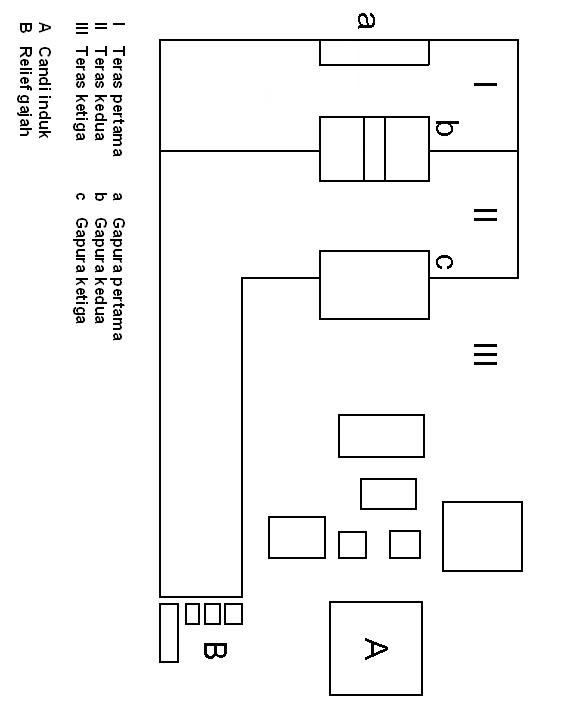 a
I
b
II
c
III
A
B
I Teras pertama
II Teras kedua
III Teras ketiga
A Candi induk
B Relief gajah
a Gapura pertama
b Gapura kedua
c Gapura ketiga